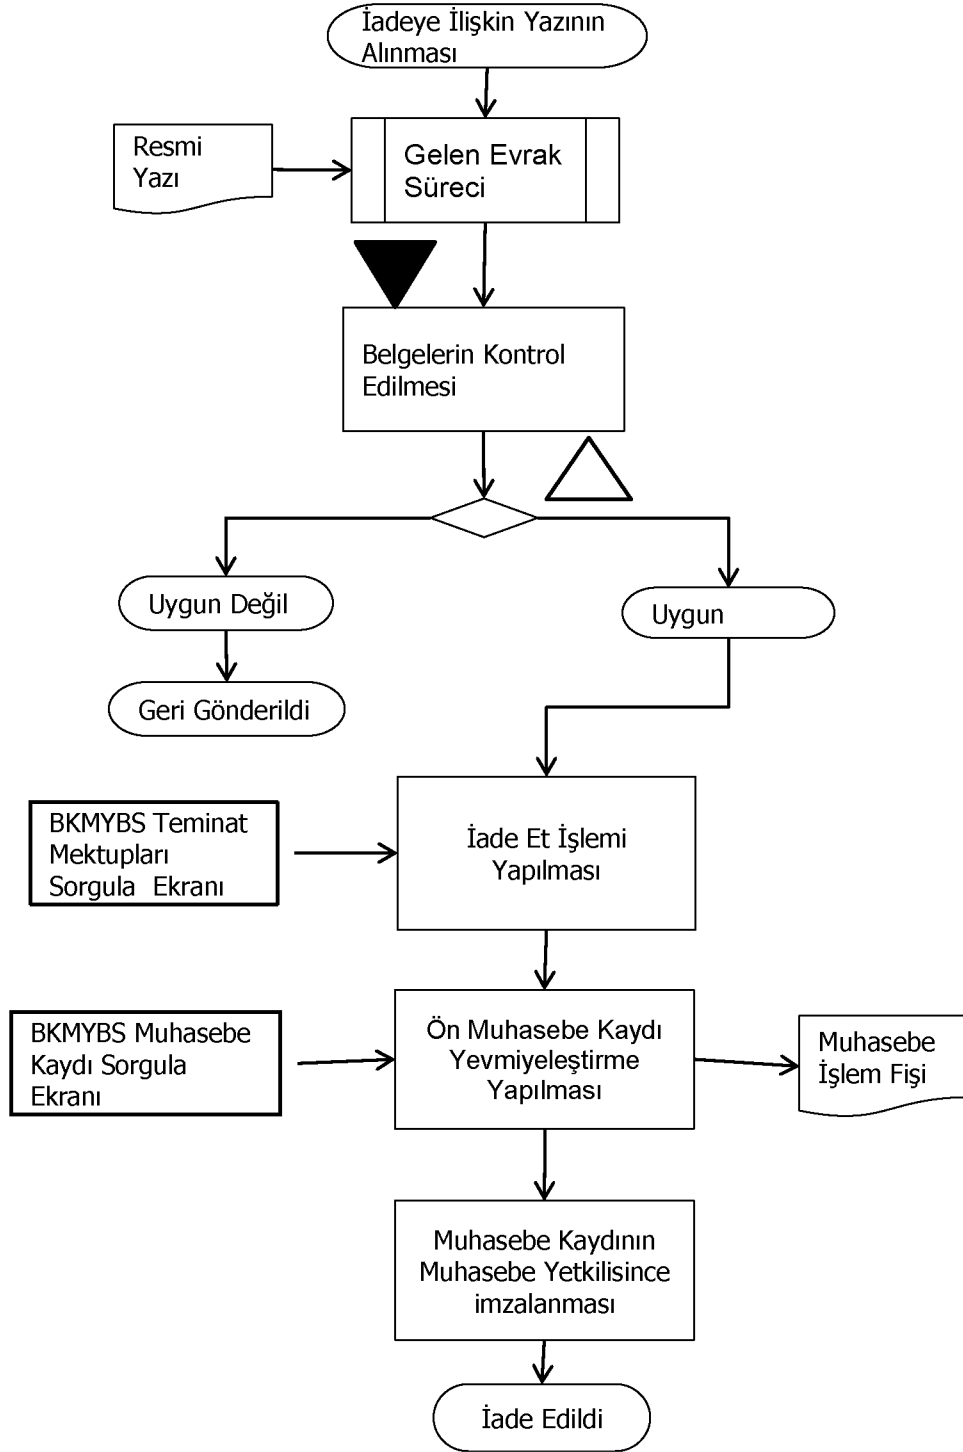 İadeye İlişkin Yazının
Alınması
Resmi
Yazı
Gelen Evrak
Süreci
Belgelerin Kontrol
Edilmesi
Uygun Değil
Uygun
Geri Gönderildi
BKMYBS Teminat
Mektupları
Sorgula Ekranı
İade Et İşlemi
Yapılması
BKMYBS Muhasebe
Kaydı Sorgula
Ekranı
Ön Muhasebe Kaydı
Yevmiyeleştirme
Yapılması
Muhasebe
İşlem Fişi
Muhasebe Kaydının
Muhasebe Yetkilisince
imzalanması
İade Edildi